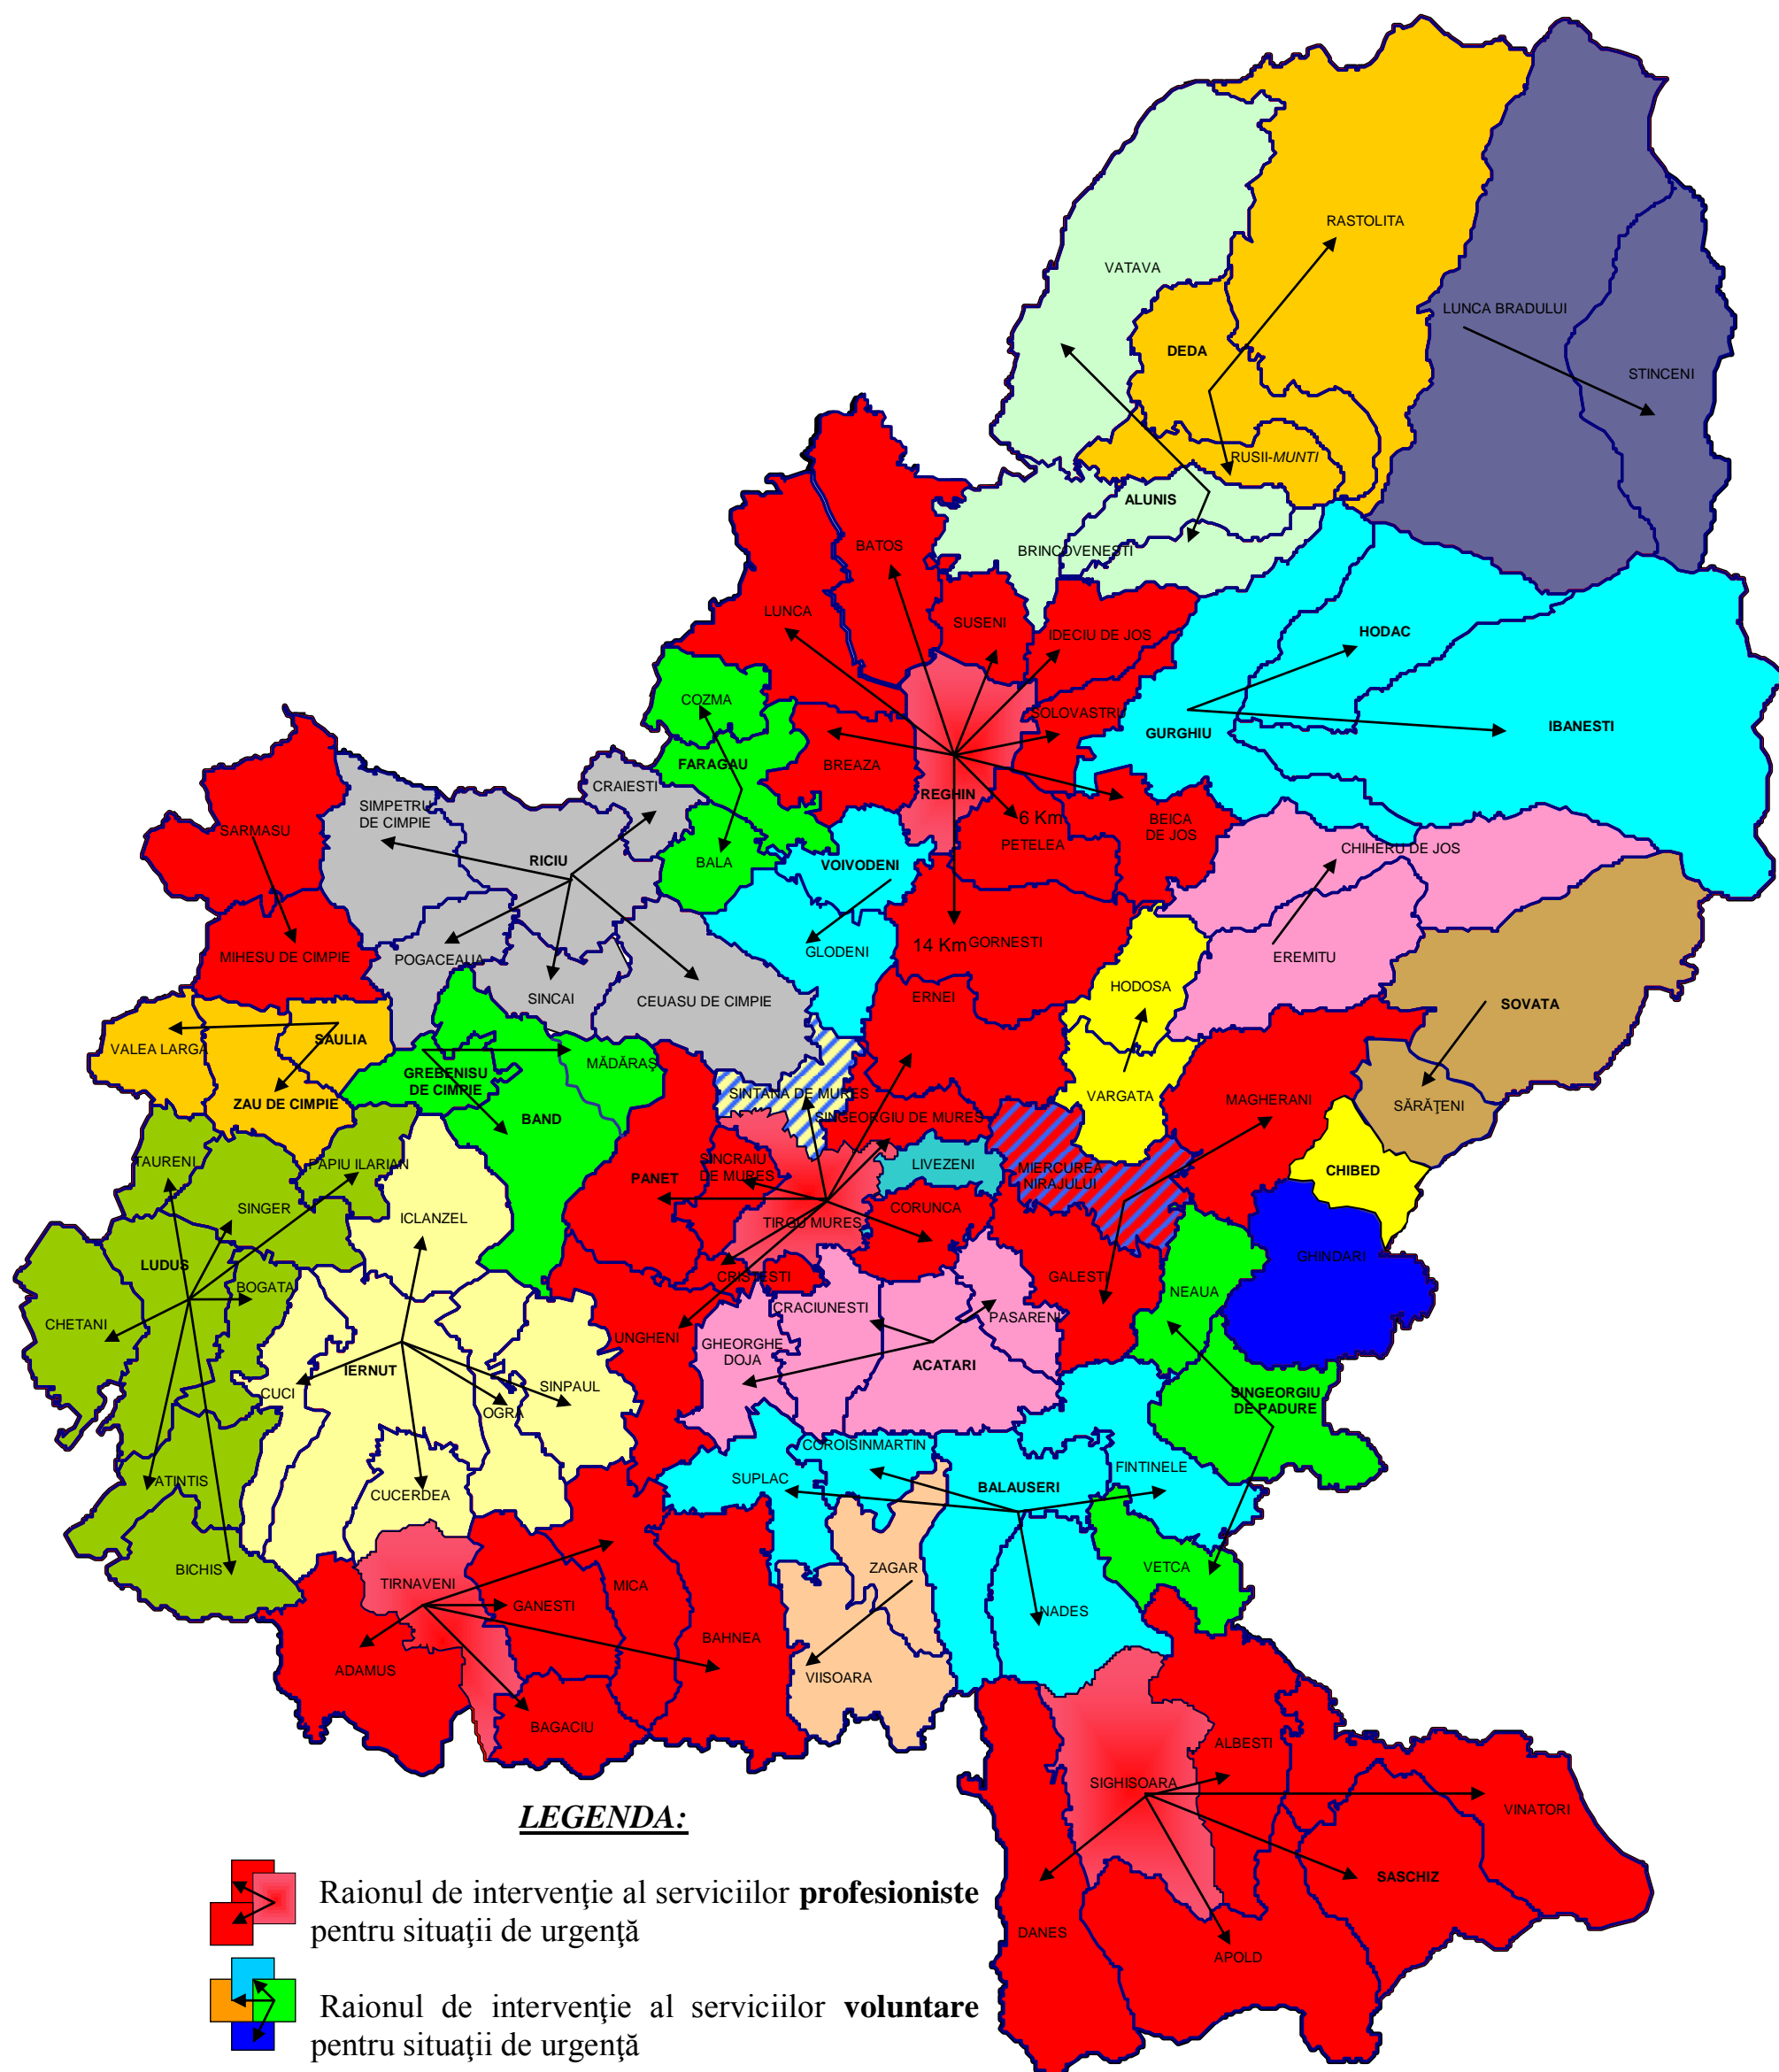 RASTOLITA
VATAVA
LUNCA BRADULUI
DEDA
STINCENI
RUSII-MUNTI
ALUNIS
BATOS
BRINCOVENESTI
LUNCA
SUSENI
IDECIU DE JOS
HODAC
COZMA
SOLOVASTRU
GURGHIU
IBANESTI
FARAGAU
BREAZA
CRAIESTI
REGHIN
SIMPETRU
DE CIMPIE
6 Km
BEICA
DE JOS
SARMASU
PETELEA
CHIHERU DE JOS
RICIU
BALA
VOIVODENI
14 Km
GORNESTI
MIHESU DE CIMPIE
POGACEAUA
GLODENI
EREMITU
HODOSA
SINCAI
CEUASU DE CIMPIE
ERNEI
SOVATA
SAULIA
VALEA LARGA
MĂDĂRAŞ
GREBENISU
DE CIMPIE
SINTANA DE MURES
VARGATA
MAGHERANI
SĂRĂŢENI
ZAU DE CIMPIE
BAND
SINGEORGIU DE MURES
TAURENI
PAPIU ILARIAN
SINCRAIU
DE MURES
LIVEZENI
MIERCUREA
NIRAJULUI
CHIBED
PANET
SINGER
ICLANZEL
TIRGU MURES
CORUNCA
LUDUS
GHINDARI
BOGATA
CRISTESTI
GALESTI
NEAUA
CHETANI
CRACIUNESTI
PASARENI
UNGHENI
GHEORGHE
DOJA
ACATARI
IERNUT
CUCI
SINPAUL
OGRA
SINGEORGIU
DE PADURE
COROISINMARTIN
ATINTIS
CUCERDEA
SUPLAC
BALAUSERI
FINTINELE
BICHIS
ZAGAR
VETCA
TIRNAVENI
MICA
GANESTI
NADES
BAHNEA
ADAMUS
VIISOARA
BAGACIU
ALBESTI
SIGHISOARA
VINATORI
SASCHIZ
DANES
APOLD
LEGENDA:
Raionul de intervenţie al serviciilor profesioniste
pentru situaţii de urgenţă
Raionul de intervenţie al serviciilor voluntare
pentru situaţii de urgenţă